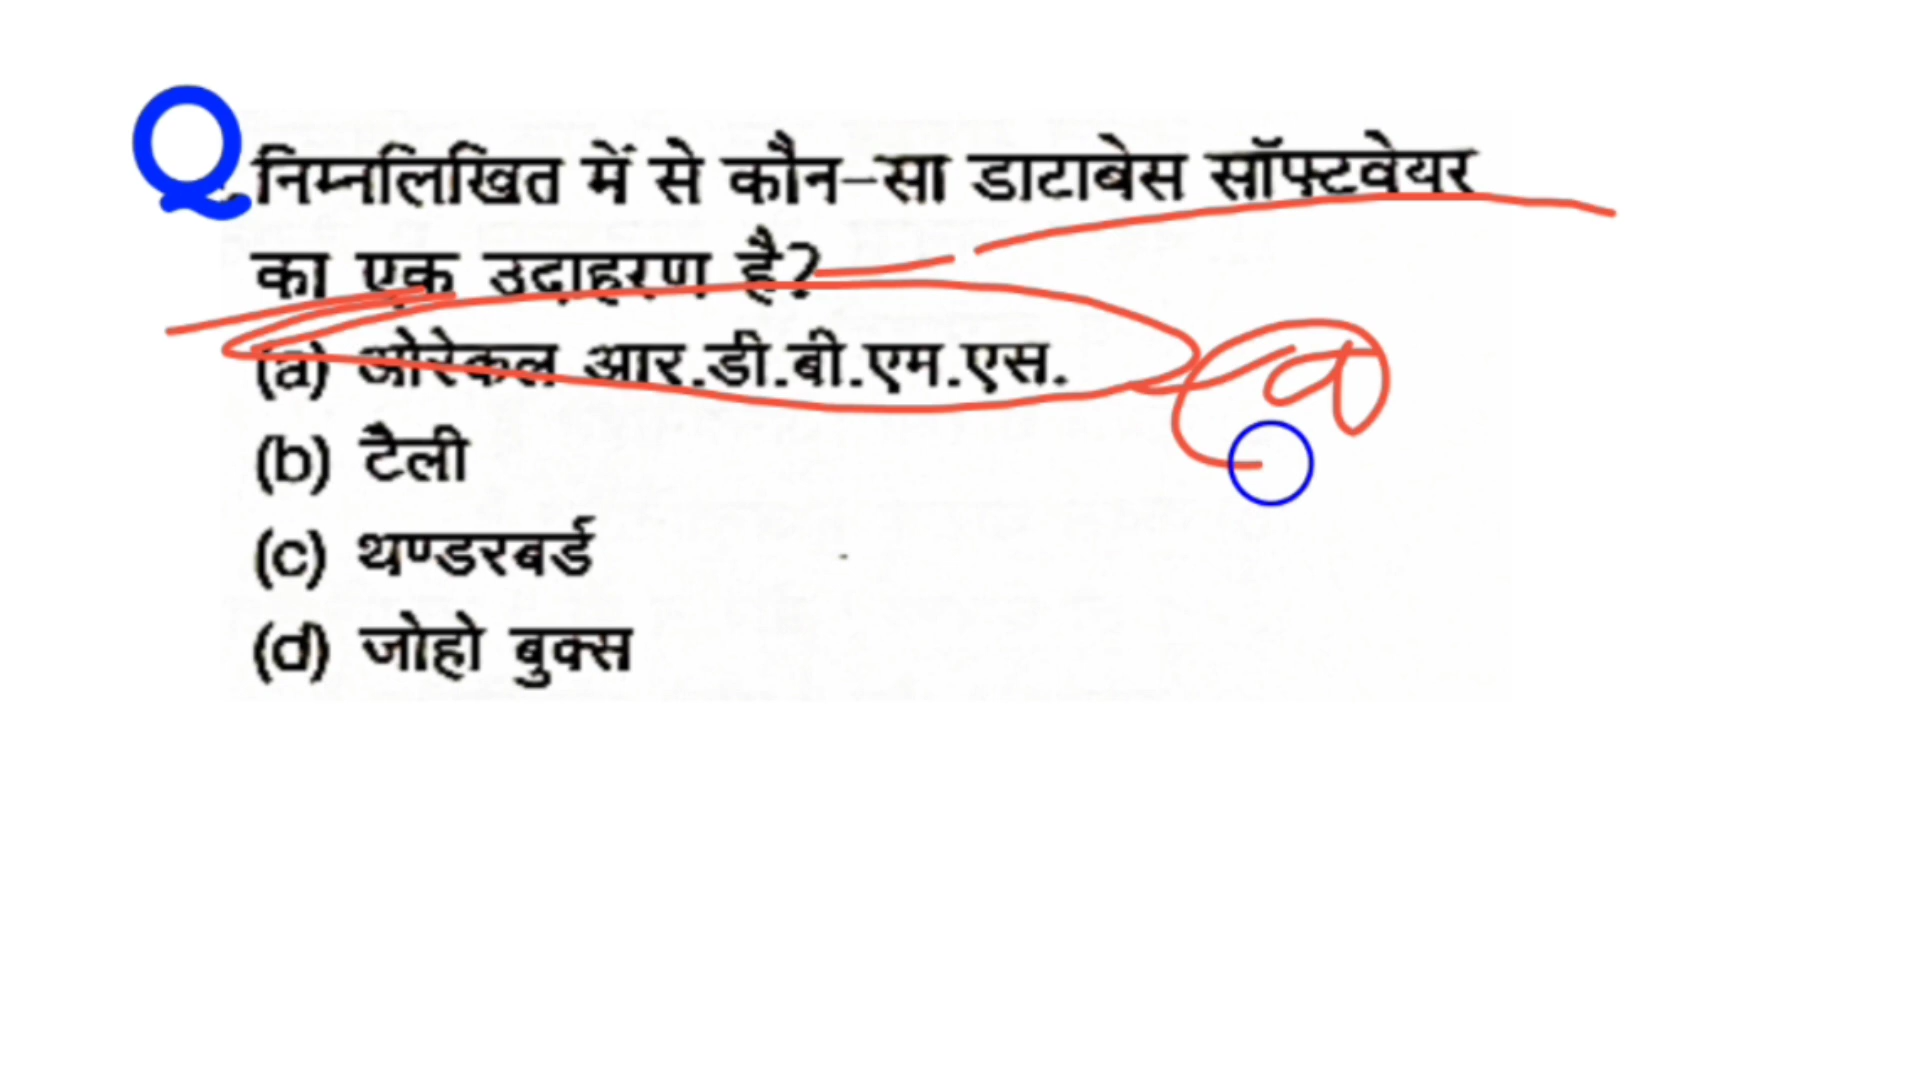 Q. निम्नलिखित में से कौन-सा डाटाबेस सॉफ्टवेयर
का एक उदाहरण है?
(a) ओरेकल आर.डी.बी.एम.एस. a
(b) टैली
(c) थण्डरबर्ड
(d) जोहो बुक्स